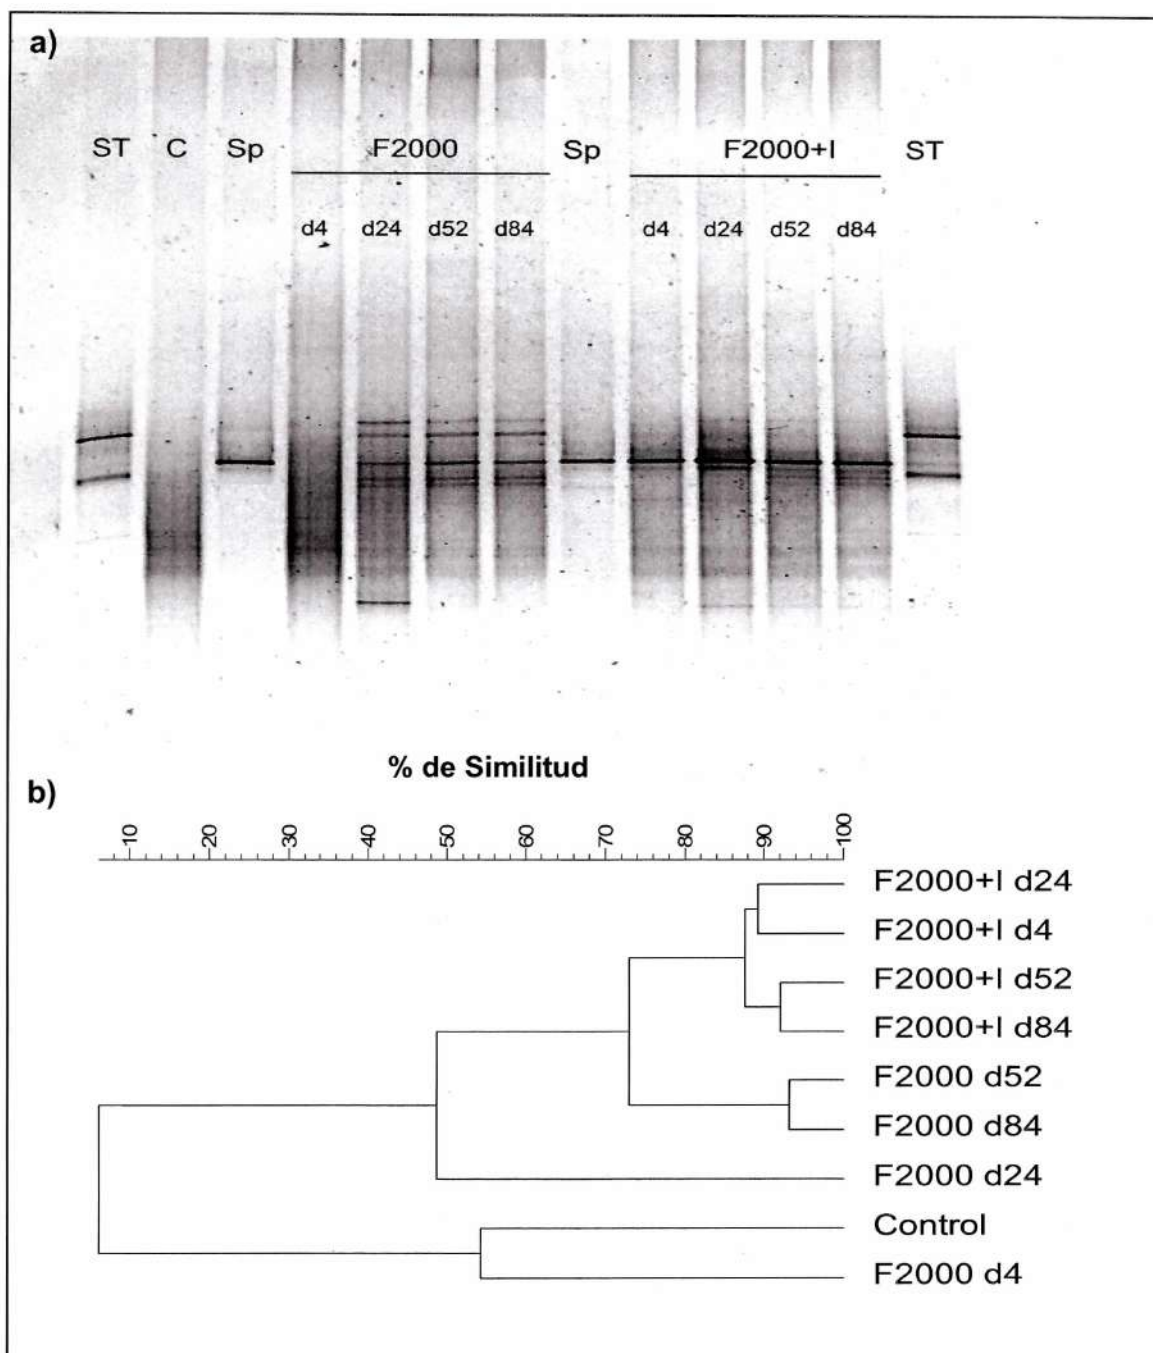 a)
ST C Sp F2000 Sp F2000+I ST
d4 d24 d52 d84 d4 d24 d52 d84
% de Similitud
b)
10 20 30 40 50 60 70 80 90 100
F2000+I d24
F2000+I d4
F2000+I d52
F2000+I d84
F2000 d52
F2000 d84
F2000 d24
Control
F2000 d4